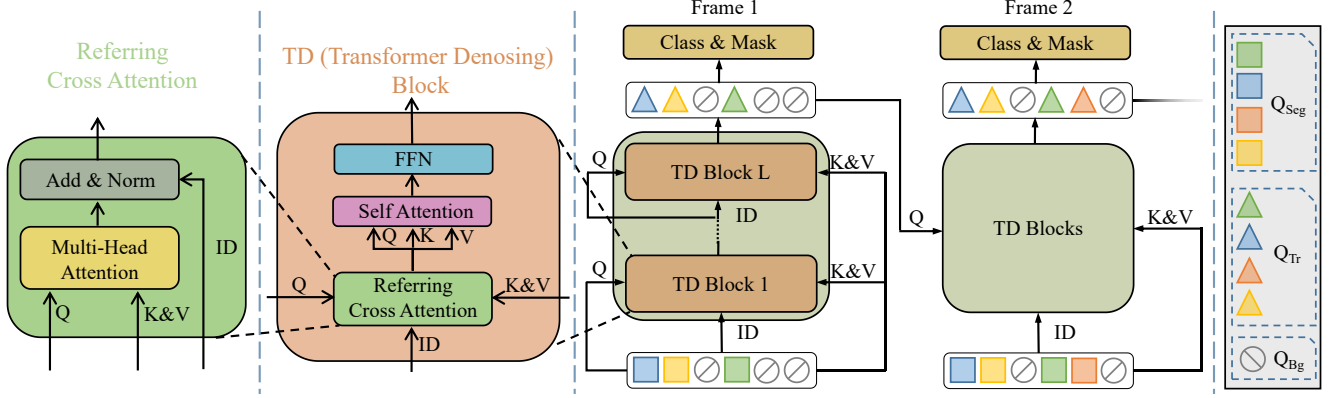 Referring
Cross Attention
Add & Norm
Multi-Head
Attention
ID
Q
K&V
TD (Transformer Denosing)
Block
FFN
Self Attention
Q
K
V
Q
Referring
Cross Attention
K&V
ID
Frame 1
Class & Mask
Q
TD Block L
K&V
ID
Q
TD Block 1
K&V
ID
Frame 2
Class & Mask
Q
TD Blocks
K&V
ID
QSeg
QTr
QBg